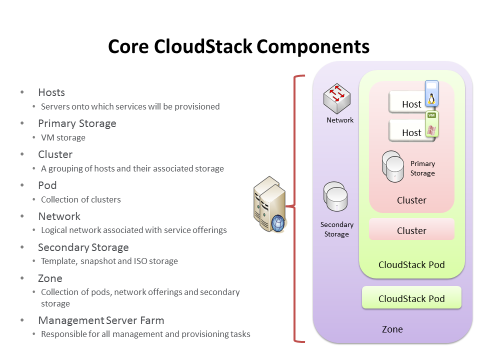 Core CloudStack Components
• Hosts
• Servers onto which services will be provisioned
• Primary Storage
• VM storage
• Cluster
• A grouping of hosts and their associated storage
• Pod
• Collection of clusters
• Network
• Logical network associated with service offerings
• Secondary Storage
• Template, snapshot and ISO storage
• Zone
• Collection of pods, network offerings and secondary
storage
• Management Server Farm
• Responsible for all management and provisioning tasks
Network
Secondary
Storage
Host
Host
Primary
Storage
Cluster
Cluster
CloudStack Pod
CloudStack Pod
Zone